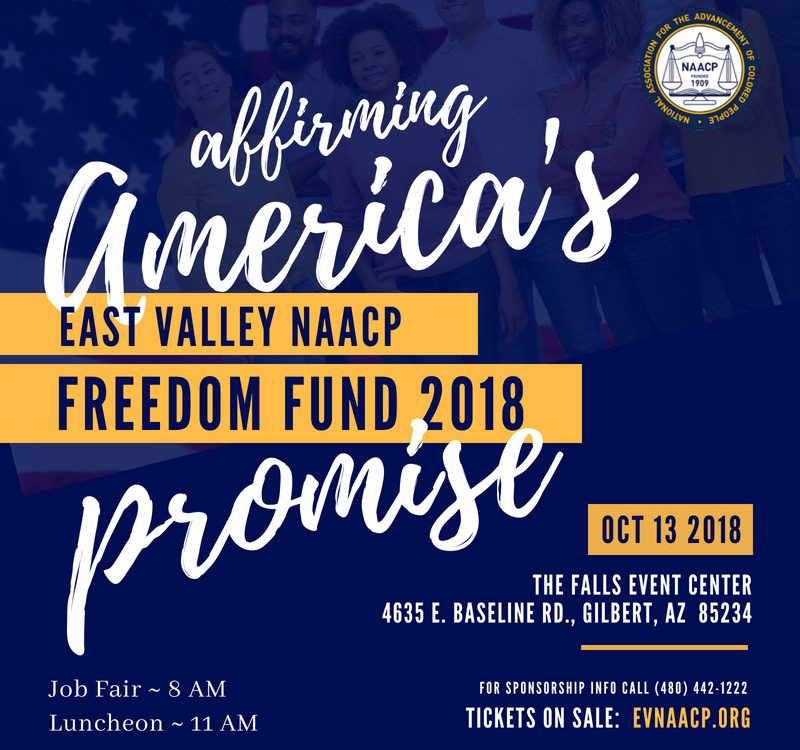 NATIONAL ASSOCIATION FOR THE ADVANCEMENT OF COLORED PEOPLE
NAACP
FOUNDED
1909
affirming
America's
EAST VALLEY NAACP
FREEDOM FUND 2018
promise
OCT 13 2018
THE FALLS EVENT CENTER
4635 E. BASELINE RD., GILBERT, AZ 85234
Job Fair ~ 8 AM
Luncheon ~ 11 AM
FOR SPONSORSHIP INFO CALL (480) 442-1222
TICKETS ON SALE: EVNAACP.ORG